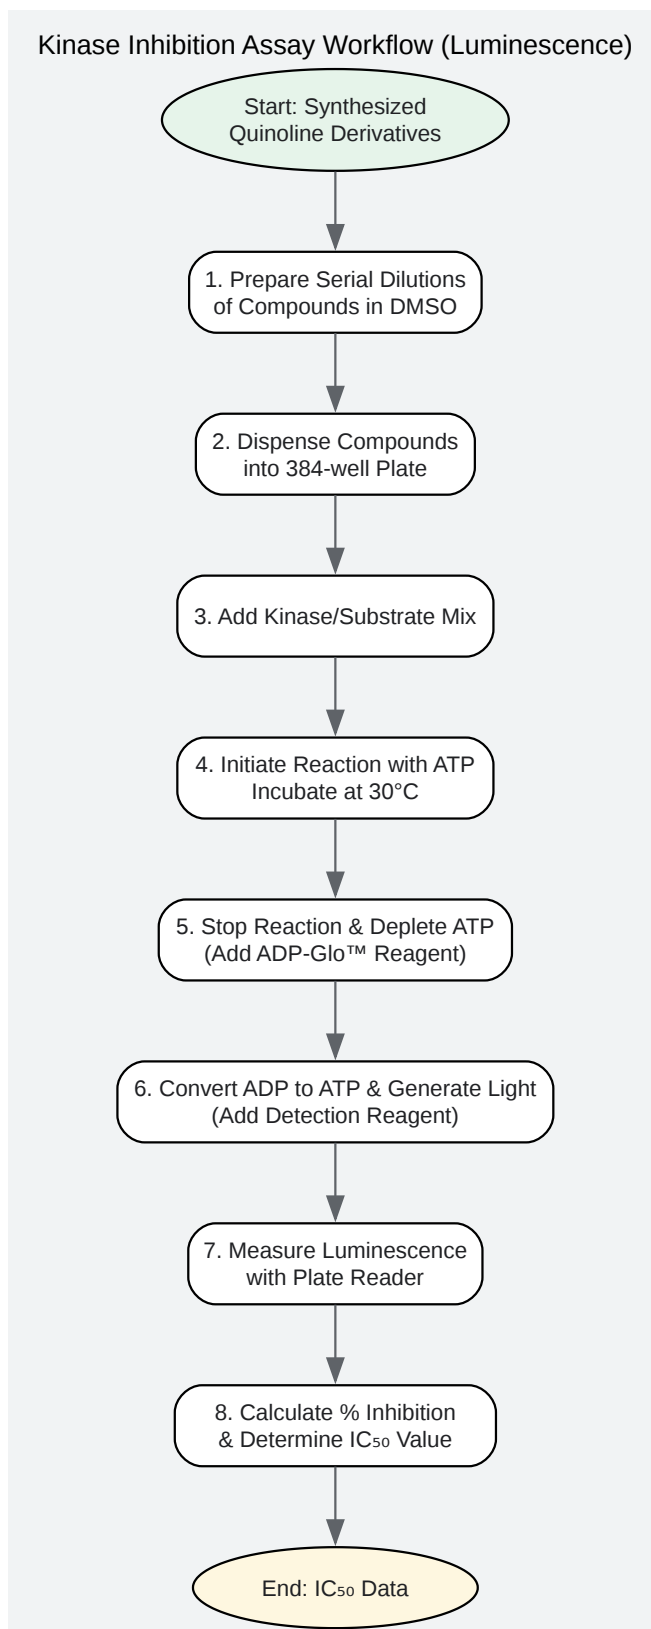 Kinase Inhibition Assay Workflow (Luminescence)
Start: Synthesized
Quinoline Derivatives
1. Prepare Serial Dilutions
of Compounds in DMSO
2. Dispense Compounds
into 384-well Plate
3. Add Kinase/Substrate Mix
4. Initiate Reaction with ATP
Incubate at 30°C
5. Stop Reaction & Deplete ATP
(Add ADP-Glo™ Reagent)
6. Convert ADP to ATP & Generate Light
(Add Detection Reagent)
7. Measure Luminescence
with Plate Reader
8. Calculate % Inhibition
& Determine IC₅₀ Value
End: IC₅₀ Data